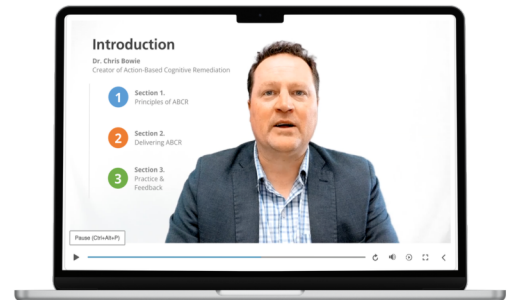 Introduction
Dr. Chris Bowie
Creator of Action-Based Cognitive Remediation
1
Section 1.
Principles of ABCR
2
Section 2.
Delivering ABCR
3
Section 3.
Practice &
Feedback
Pause (Ctrl+Alt+P)